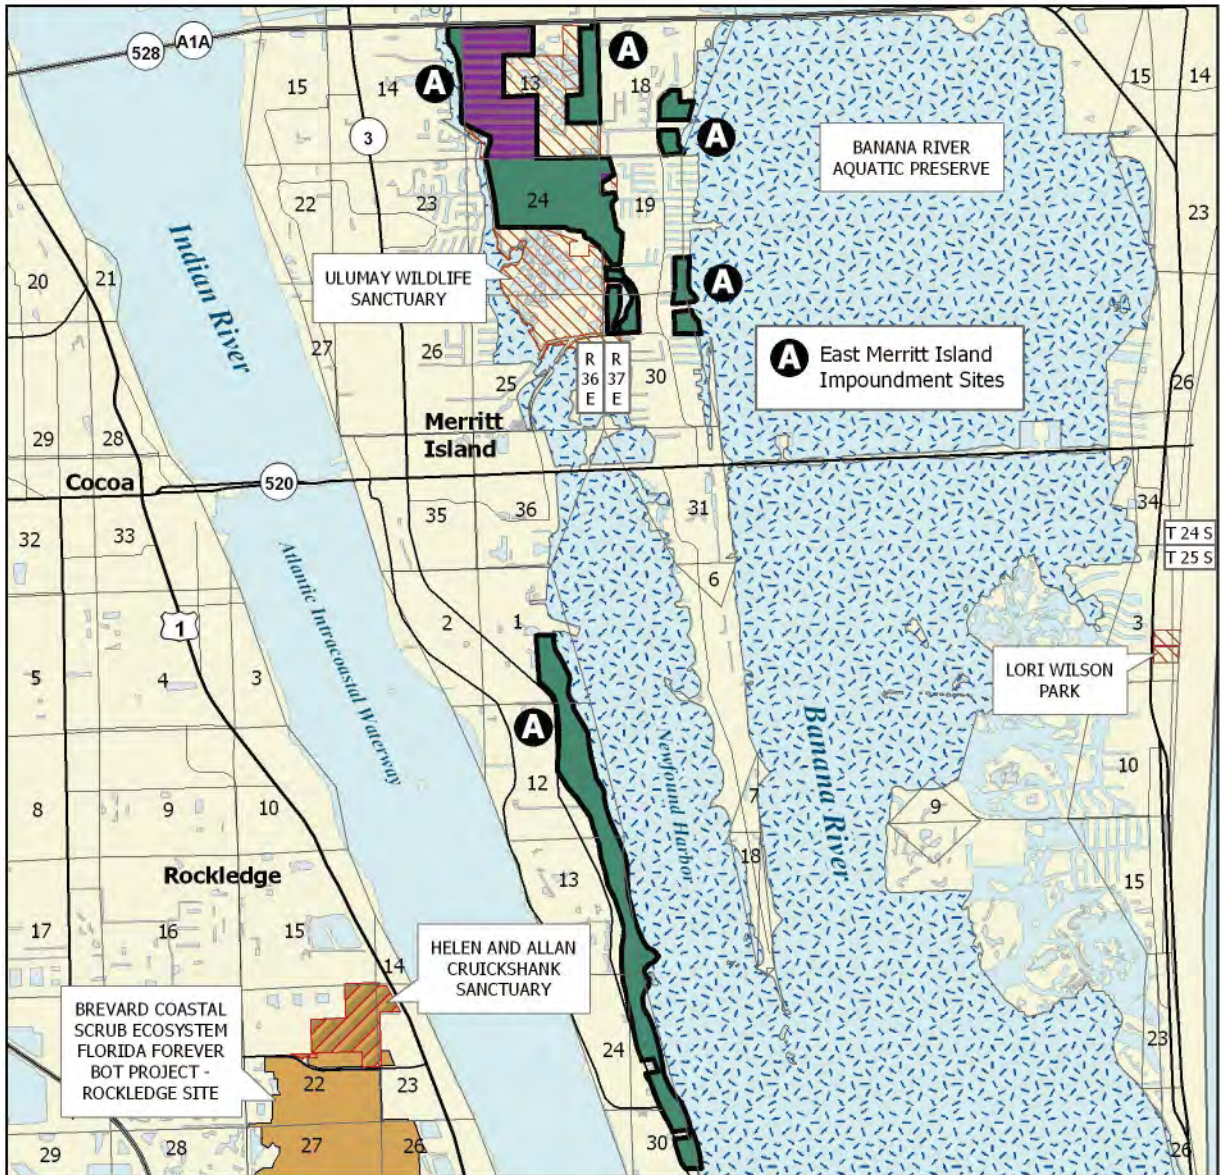 528
A1A
A
A
15
14
13
18
15
14
3
A
BANANA RIVER
AQUATIC PRESERVE
22
23
24
19
23
Indian River
20
21
ULUMAY WILDLIFE
SANCTUARY
A
27
26
25
R
36
E
R
37
E
30
A
East Merritt Island
Impoundment Sites
26
29
28
Merritt
Island
Cocoa
520
35
36
31
34
32
33
T 24 S
T 25 S
Atlantic Intracoastal Waterway
6
1
2
1
3
5
4
3
LORI WILSON
PARK
A
Newfound Harbor
Banana River
12
10
8
9
10
7
9
18
Rockledge
13
15
17
16
15
14
HELEN AND ALLAN
CRUICKSHANK
SANCTUARY
BREVARD COASTAL
SCRUB ECOSYSTEM
FLORIDA FOREVER
BOT PROJECT -
ROCKLEDGE SITE
20
21
22
23
24
23
29
28
27
26
30
26